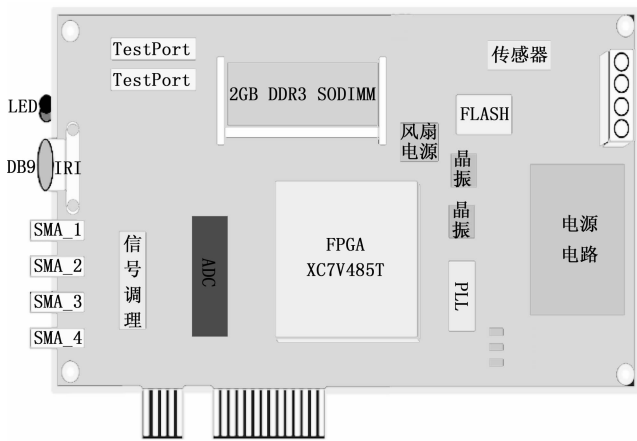 TestPort
TestPort
2GB DDR3 SODIMM
传感器
LED
FLASH
风扇
电源
DB9
IRI
晶
振
晶
振
SMA_1
SMA_2
SMA_3
SMA_4
信
号
调
理
ADC
FPGA
XC7V485T
PLL
电源
电路